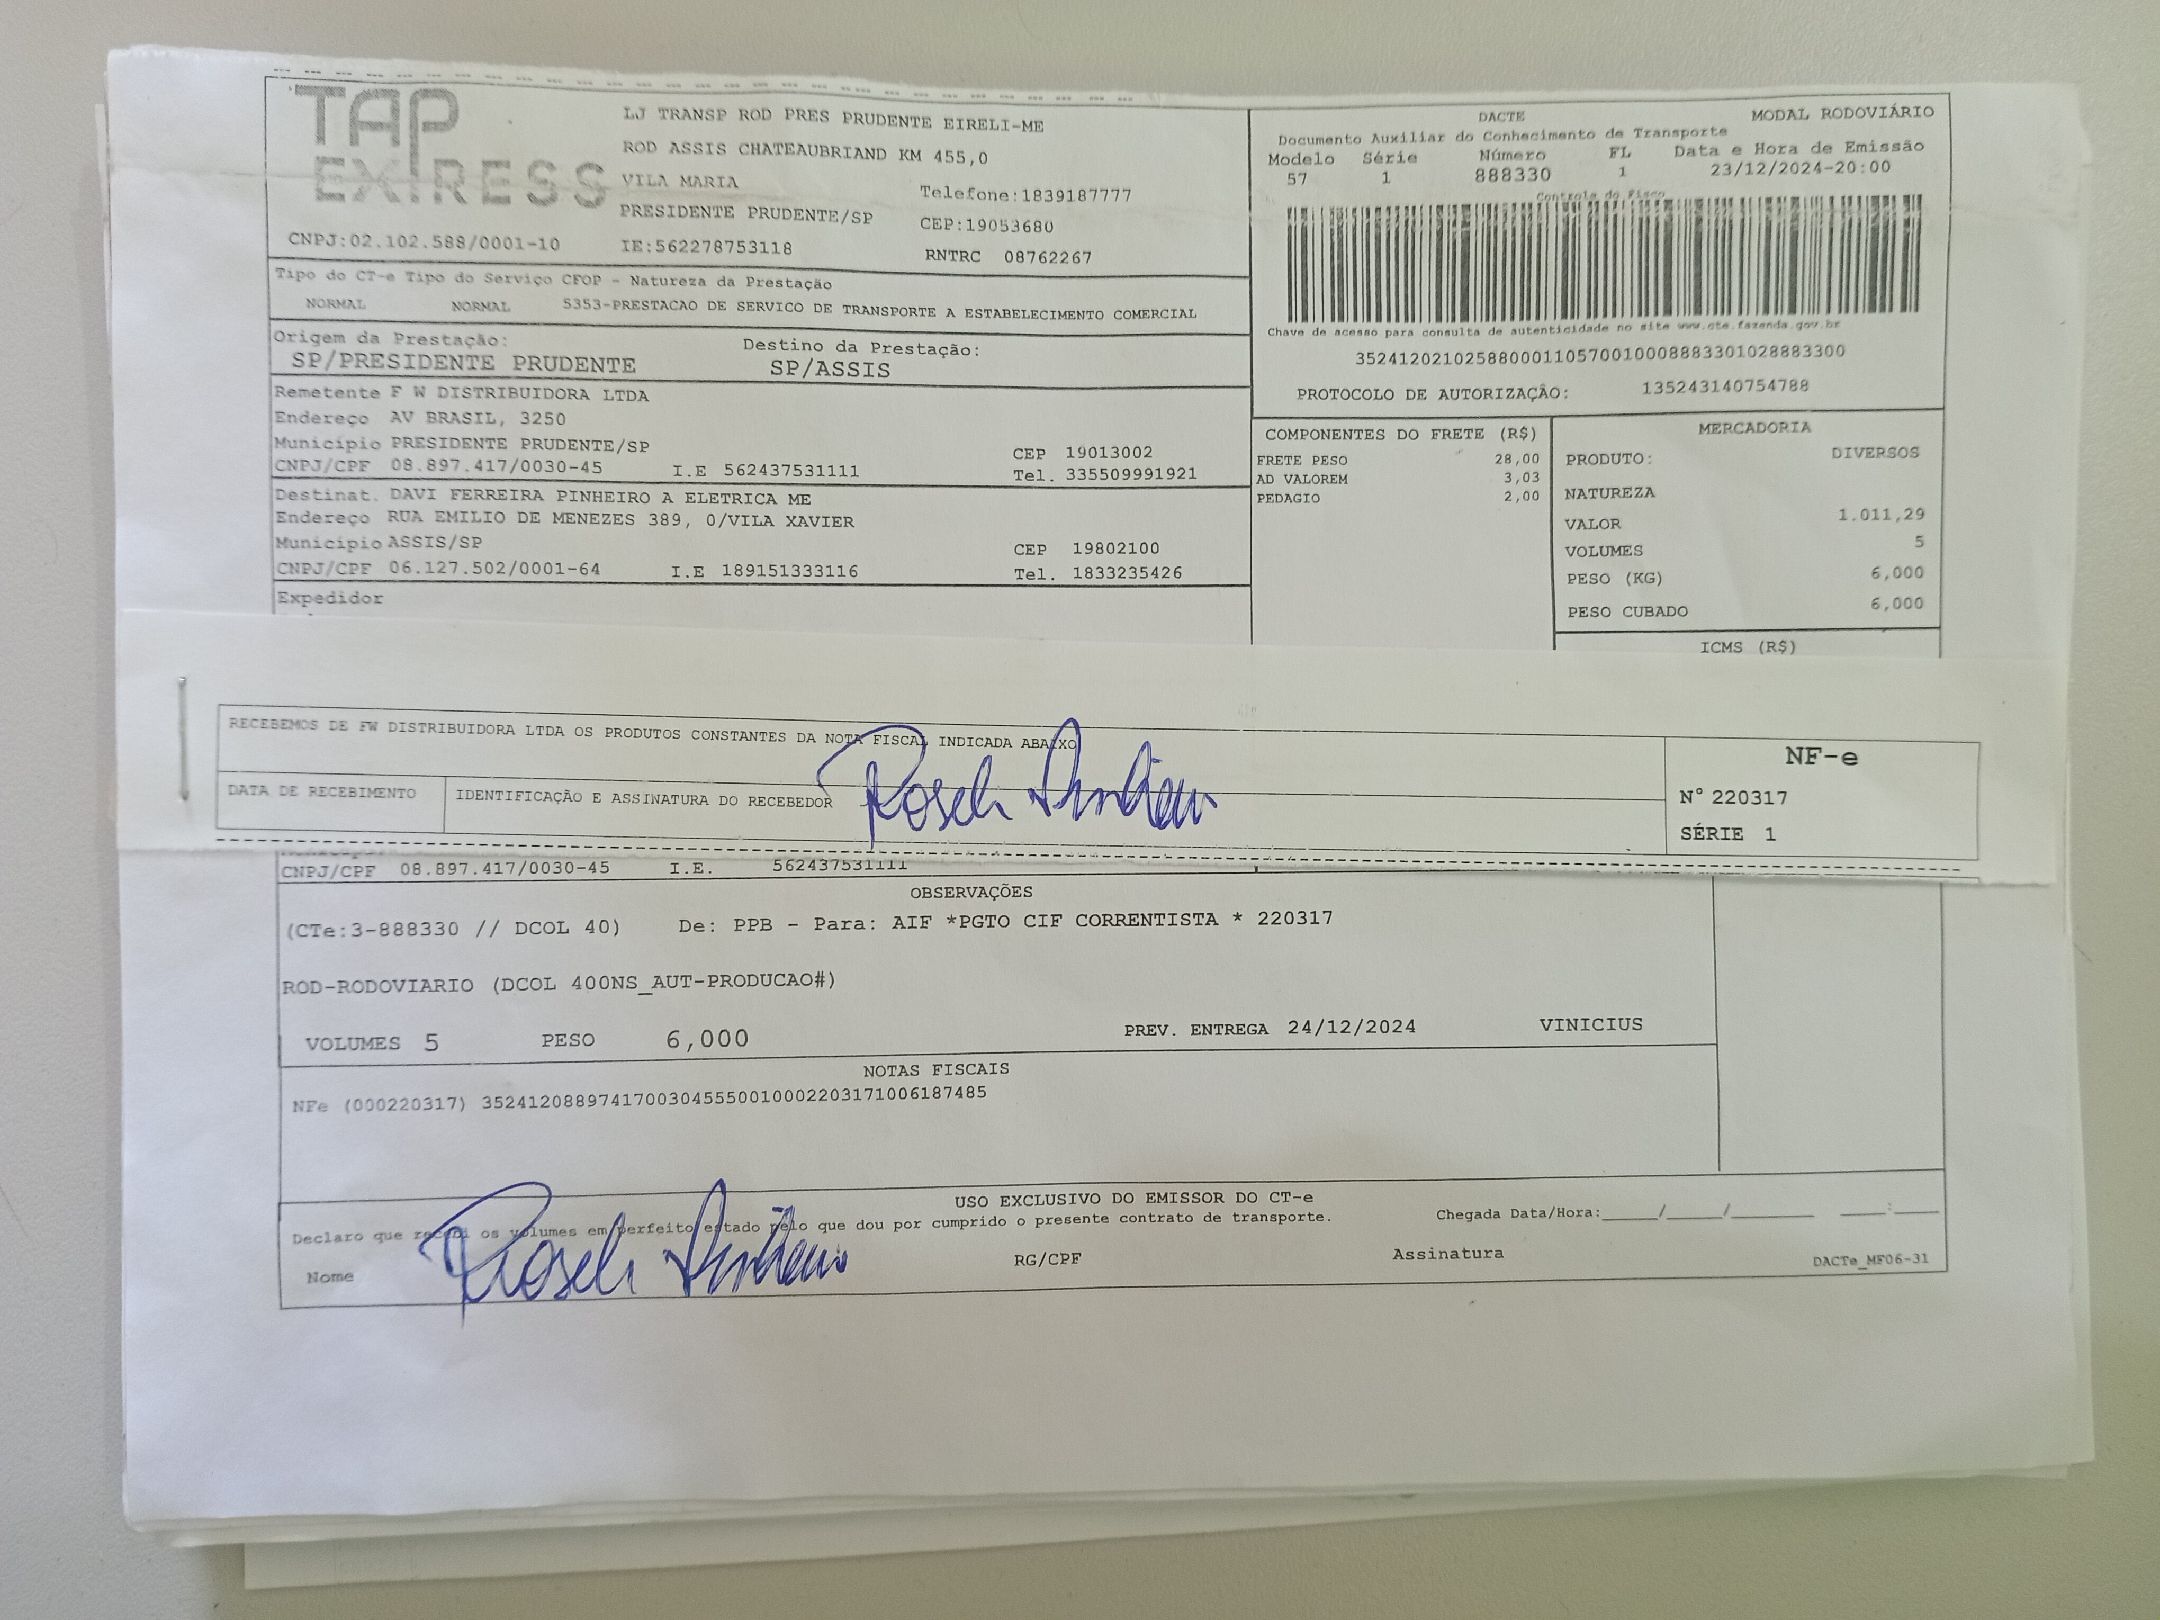 TAP
EXPRESS
LJ TRANSP ROD PRES PRUDENTE EIRELI-ME
ROD ASSIS CHATEAUBRIAND KM 455,0
VILA MARIA
Telefone:1839187777
PRESIDENTE PRUDENTE/SP
CEP:19053680
CNPJ:02.102.588/0001-10
IE:562278753118
RNTRC 08762267
DACTE
MODAL RODOVIÁRIO
Documento Auxiliar do Conhecimento de Transporte
Modelo Série Número FL Data e Hora de Emissão
57 1 888330 1 23/12/2024-20:00
Controle do Fisco
Chave de acesso para consulta de autenticidade no site www.cte.fazenda.gov.br
35241202102588000110570010008883301028883300
PROTOCOLO DE AUTORIZAÇÃO: 135243140754788
Tipo do CT-e Tipo do Serviço CFOP - Natureza da Prestação
NORMAL NORMAL 5353-PRESTACAO DE SERVICO DE TRANSPORTE A ESTABELECIMENTO COMERCIAL
Origem da Prestação: Destino da Prestação:
SP/PRESIDENTE PRUDENTE SP/ASSIS
Remetente F W DISTRIBUIDORA LTDA
Endereço AV BRASIL, 3250
Município PRESIDENTE PRUDENTE/SP CEP 19013002
CNPJ/CPF 08.897.417/0030-45 I.E 562437531111 Tel. 335509991921
Destinat. DAVI FERREIRA PINHEIRO A ELETRICA ME
Endereço RUA EMILIO DE MENEZES 389, 0/VILA XAVIER
Município ASSIS/SP CEP 19802100
CNPJ/CPF 06.127.502/0001-64 I.E 189151333116 Tel. 1833235426
Expedidor
COMPONENTES DO FRETE (R$)
FRETE PESO 28,00
AD VALOREM 3,03
PEDAGIO 2,00
MERCADORIA
PRODUTO: DIVERSOS
NATUREZA
VALOR 1.011,29
VOLUMES 5
PESO (KG) 6,000
PESO CUBADO 6,000
ICMS (R$)
RECEBEMOS DE FW DISTRIBUIDORA LTDA OS PRODUTOS CONSTANTES DA NOTA FISCAL INDICADA ABAIXO
DATA DE RECEBIMENTO
IDENTIFICAÇÃO E ASSINATURA DO RECEBEDOR
NF-e
N° 220317
SÉRIE 1
CNPJ/CPF 08.897.417/0030-45 I.E. 562437531111
OBSERVAÇÕES
(CTe:3-888330 // DCOL 40) De: PPB - Para: AIF *PGTO CIF CORRENTISTA * 220317
ROD-RODOVIARIO (DCOL 400NS_AUT-PRODUCAO#)
VOLUMES 5 PESO 6,000 PREV. ENTREGA 24/12/2024 VINICIUS
NOTAS FISCAIS
NFe (000220317) 35241208897417003045550010002203171006187485
USO EXCLUSIVO DO EMISSOR DO CT-e
Declaro que recebi os volumes em perfeito estado pelo que dou por cumprido o presente contrato de transporte.
Chegada Data/Hora:_____/_____/_______ ____:____
Nome
RG/CPF
Assinatura
DACTe_MF06-31